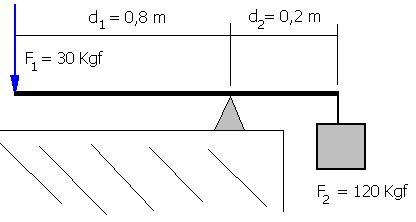 d₁ = 0,8 m
d₂= 0,2 m
F₁ = 30 Kgf
F₂ = 120 Kgf